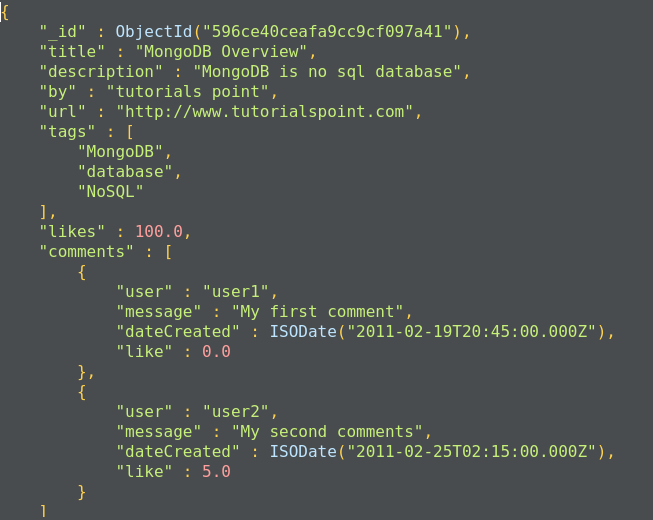 {
    "_id" : ObjectId("596ce40ceafa9cc9cf097a41"),
    "title" : "MongoDB Overview",
    "description" : "MongoDB is no sql database",
    "by" : "tutorials point",
    "url" : "http://www.tutorialspoint.com",
    "tags" : [
        "MongoDB",
        "database",
        "NoSQL"
    ],
    "likes" : 100.0,
    "comments" : [
        {
            "user" : "user1",
            "message" : "My first comment",
            "dateCreated" : ISODate("2011-02-19T20:45:00.000Z"),
            "like" : 0.0
        },
        {
            "user" : "user2",
            "message" : "My second comments",
            "dateCreated" : ISODate("2011-02-25T02:15:00.000Z"),
            "like" : 5.0
        }
    ]